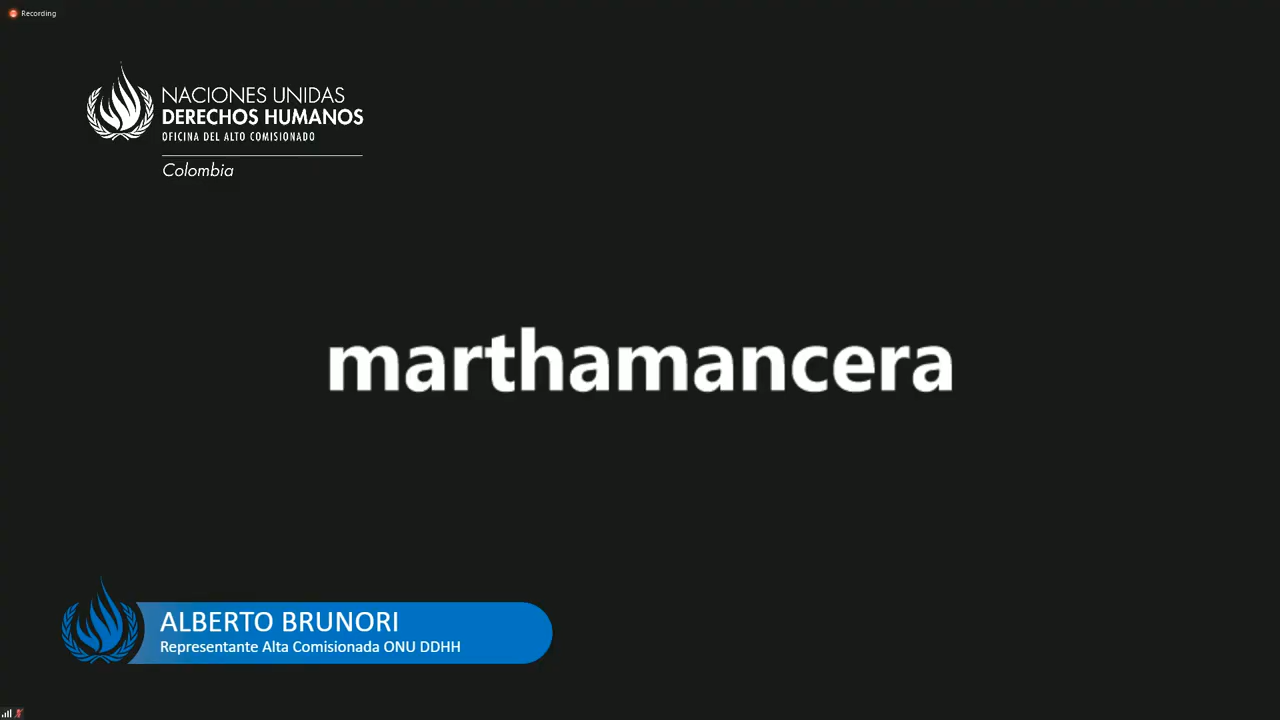 Recording
NACIONES UNIDAS
DERECHOS HUMANOS
OFICINA DEL ALTO COMISIONADO
Colombia
marthamancera
ALBERTO BRUNORI
Representante Alta Comisionada ONU DDHH